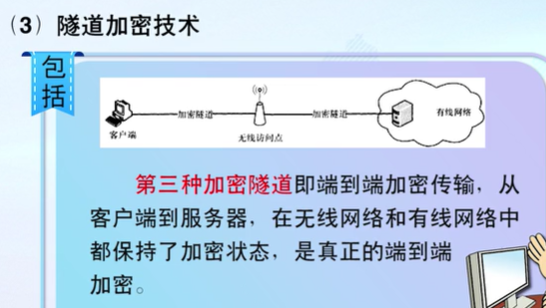 （3）隧道加密技术
包括
加密隧道
加密隧道
有线网络
客户端
无线访问点
第三种加密隧道即端到端加密传输，从
客户端到服务器，在无线网络和有线网络中
都保持了加密状态，是真正的端到端
加密。